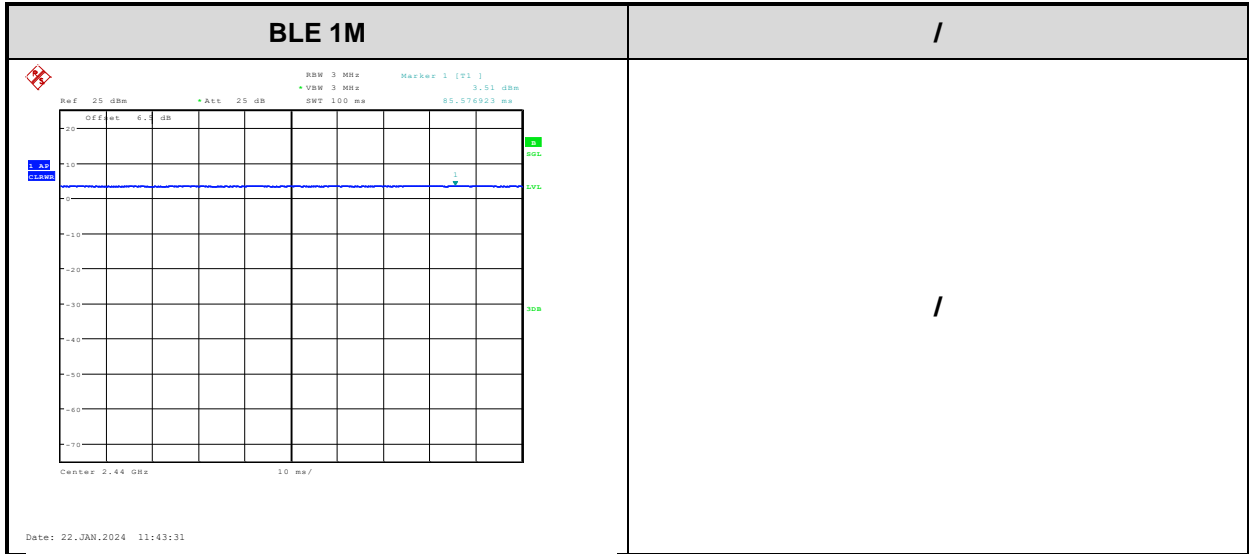 BLE 1M
/
R&S
RBW 3 MHz
Marker 1 [T1 ]
* VBW 3 MHz
3.51 dBm
Ref 25 dBm
* Att 25 dB
SWT 100 ms
85.576923 ms
Offset 6.5 dB
20
B
SGL
1 AP
CLRWR
10
1
LVL
0
-10
-20
-30
3DB
-40
-50
-60
-70
Center 2.44 GHz
10 ms/
/
Date: 22.JAN.2024 11:43:31